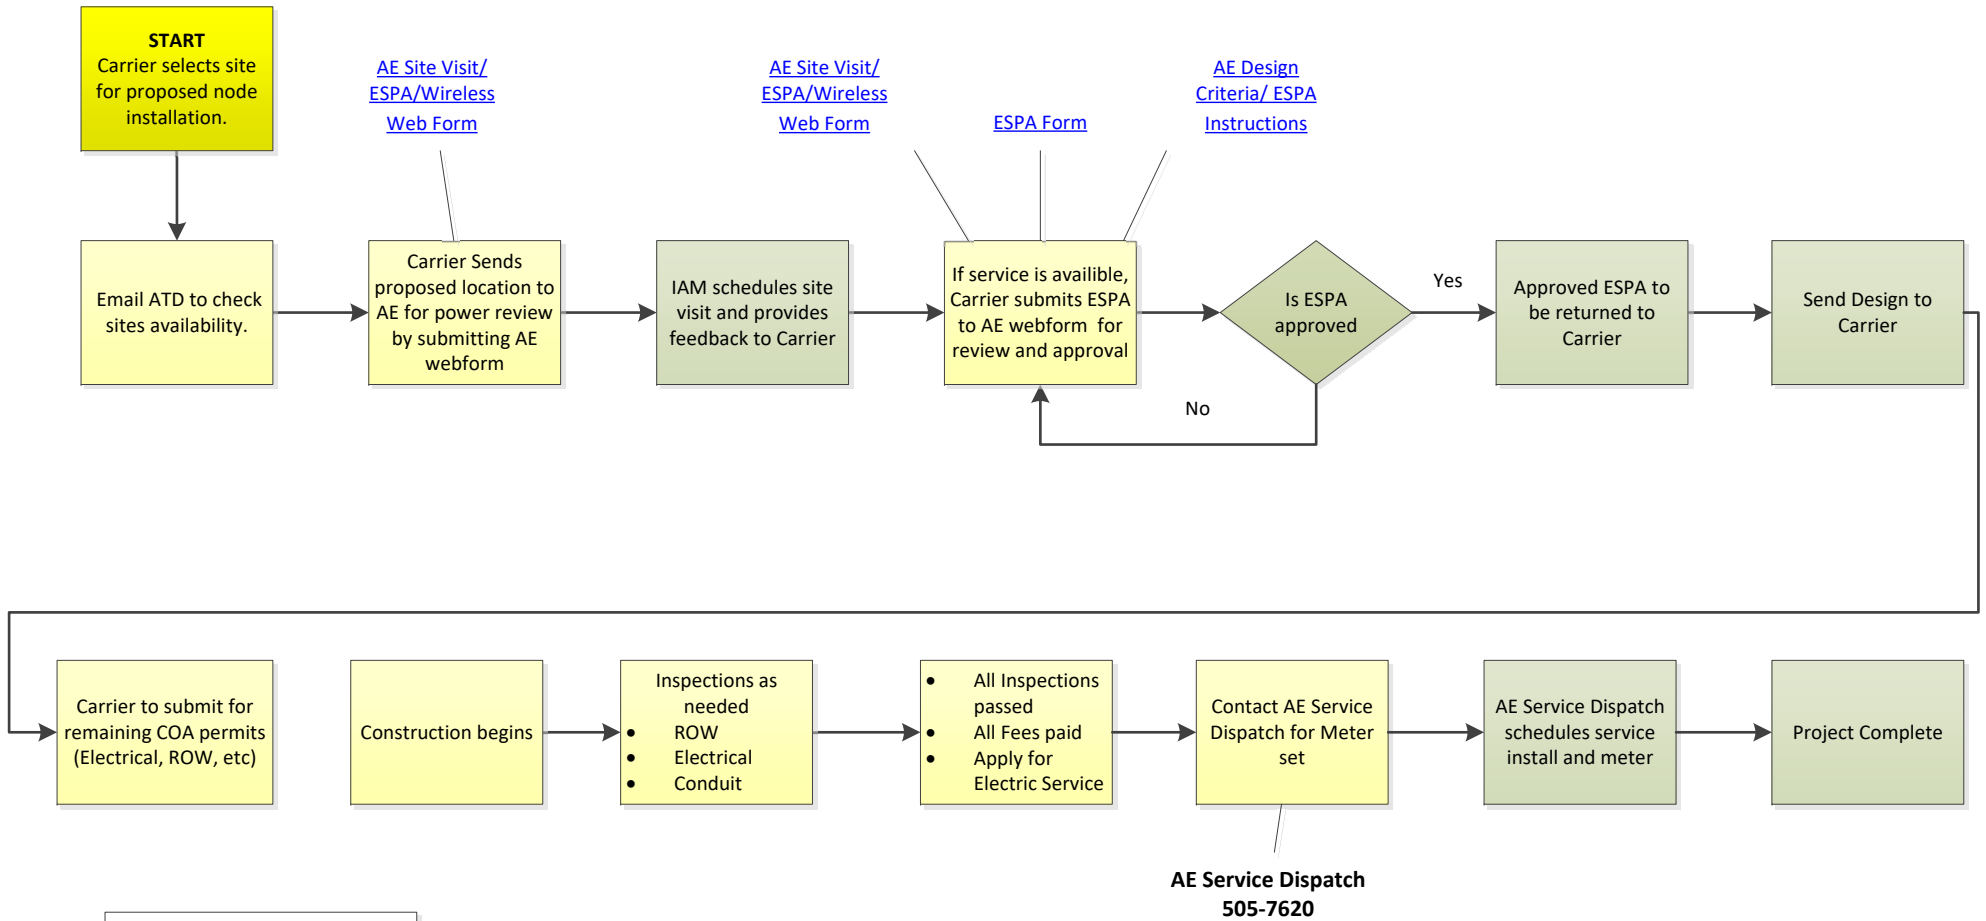 START
Carrier selects site
for proposed node
installation.
AE Site Visit/
ESPA/Wireless
Web Form
AE Site Visit/
ESPA/Wireless
Web Form
ESPA Form
AE Design
Criteria/ ESPA
Instructions
Email ATD to check
sites availability.
Carrier Sends
proposed location to
AE for power review
by submitting AE
webform
IAM schedules site
visit and provides
feedback to Carrier
If service is availible,
Carrier submits ESPA
to AE webform for
review and approval
Is ESPA
approved
Yes
No
Approved ESPA to
be returned to
Carrier
Send Design to
Carrier
Carrier to submit for
remaining COA permits
(Electrical, ROW, etc)
Construction begins
Inspections as
needed
• ROW
• Electrical
• Conduit
• All Inspections
passed
• All Fees paid
• Apply for
Electric Service
Contact AE Service
Dispatch for Meter
set
AE Service Dispatch
schedules service
install and meter
Project Complete
AE Service Dispatch
505-7620